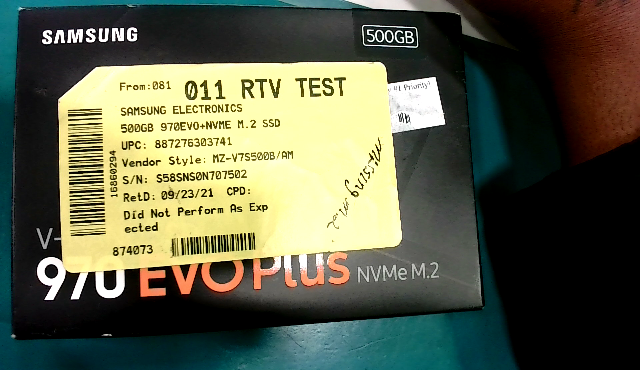 SAMSUNG
500GB
From:081 011 RTV TEST
SAMSUNG ELECTRONICS
500GB 970EVO+NVME M.2 SSD
UPC: 887276303741
Vendor Style: MZ-V7S500B/AM
S/N: S58SNS0N707502
RetD: 09/23/21 CPD:
Did Not Perform As Exp
ected
874073
16860294
Priority!
V-
970 EVO Plus NVMe M.2